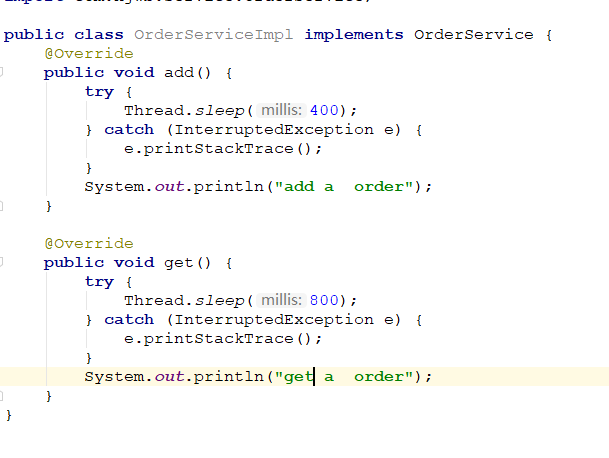 public class OrderServiceImpl implements OrderService {
    @Override
    public void add() {
        try {
            Thread.sleep( millis: 400);
        } catch (InterruptedException e) {
            e.printStackTrace();
        }
        System.out.println("add a  order");
    }

    @Override
    public void get() {
        try {
            Thread.sleep( millis: 800);
        } catch (InterruptedException e) {
            e.printStackTrace();
        }
        System.out.println("get a  order");
    }
}